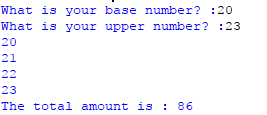 What is your base number? :20
What is your upper number? :23
20
21
22
23
The total amount is : 86